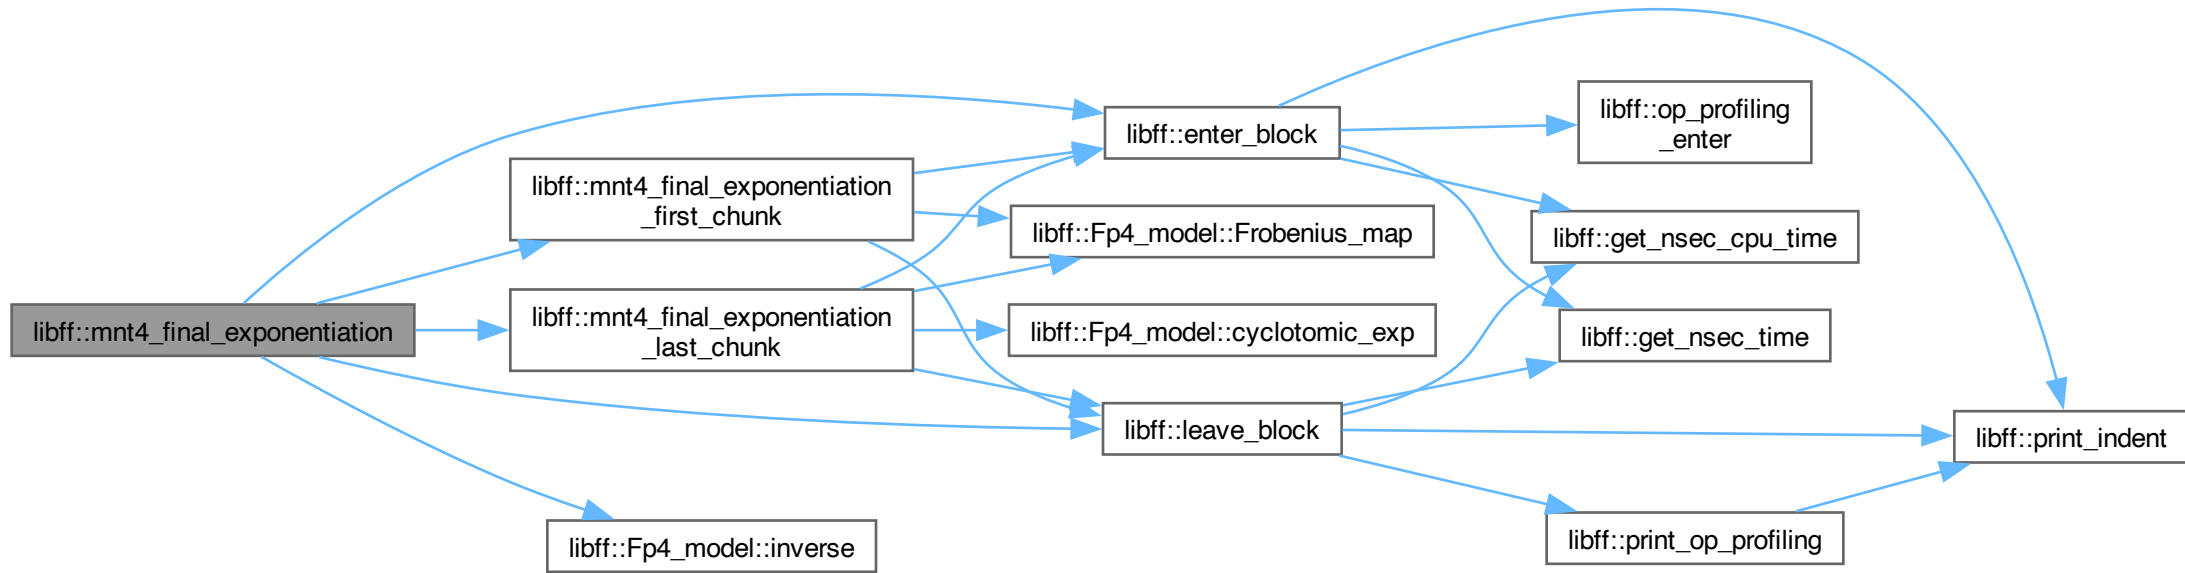 libff::mnt4_final_exponentiation
libff::mnt4_final_exponentiation
_first_chunk
libff::mnt4_final_exponentiation
_last_chunk
libff::Fp4_model::inverse
libff::enter_block
libff::Fp4_model::Frobenius_map
libff::Fp4_model::cyclotomic_exp
libff::leave_block
libff::op_profiling
_enter
libff::get_nsec_cpu_time
libff::get_nsec_time
libff::print_op_profiling
libff::print_indent